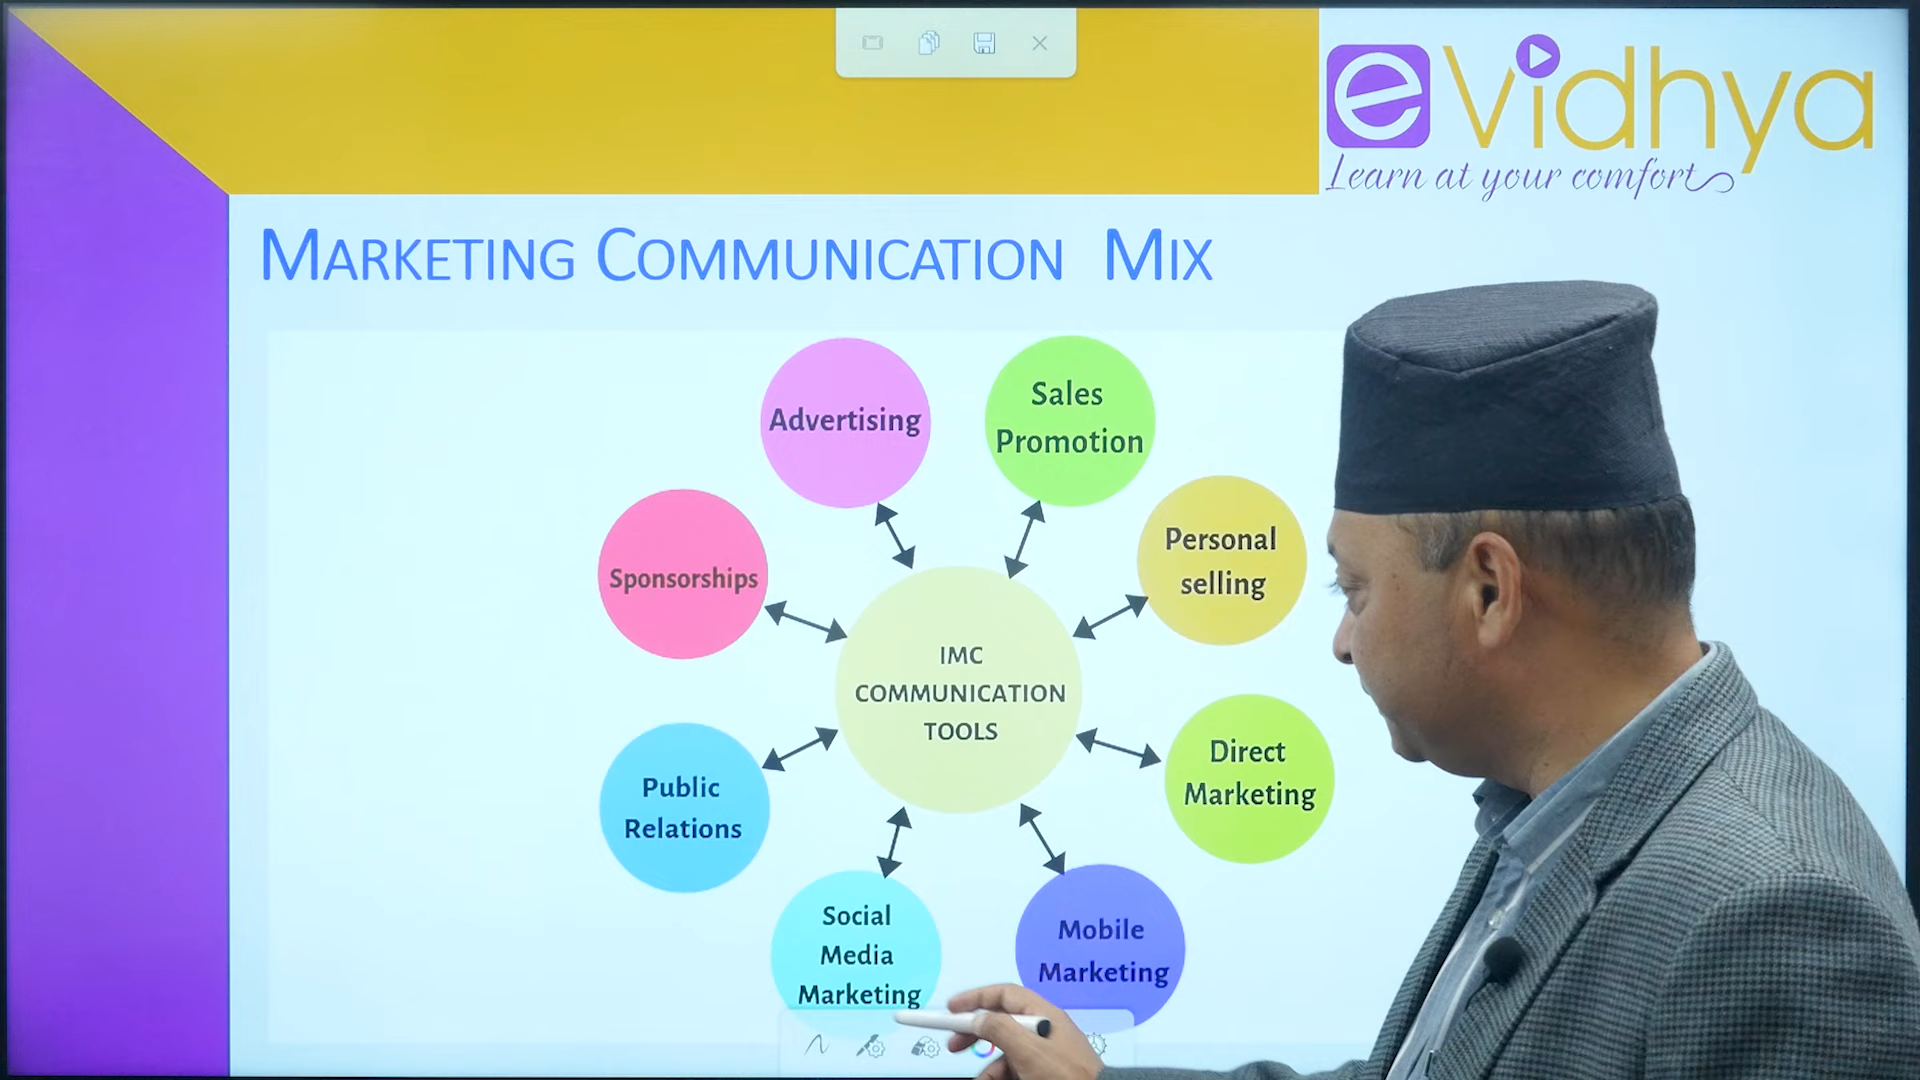 eVidhya
Learn at your comfort
MARKETING COMMUNICATION MIX
Advertising
Sales
Promotion
Personal
selling
Sponsorships
IMC
COMMUNICATION
TOOLS
Direct
Marketing
Public
Relations
Social
Media
Marketing
Mobile
Marketing